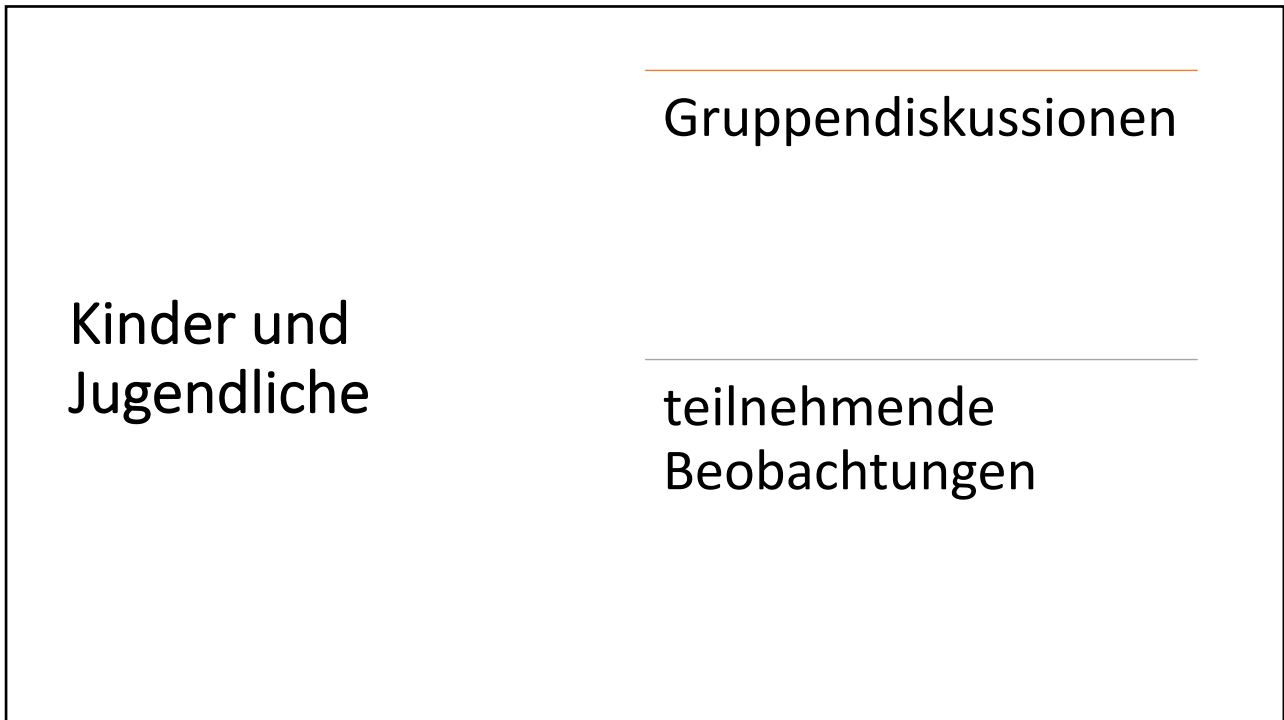 Kinder und
Jugendliche
Gruppendiskussionen
teilnehmende
Beobachtungen